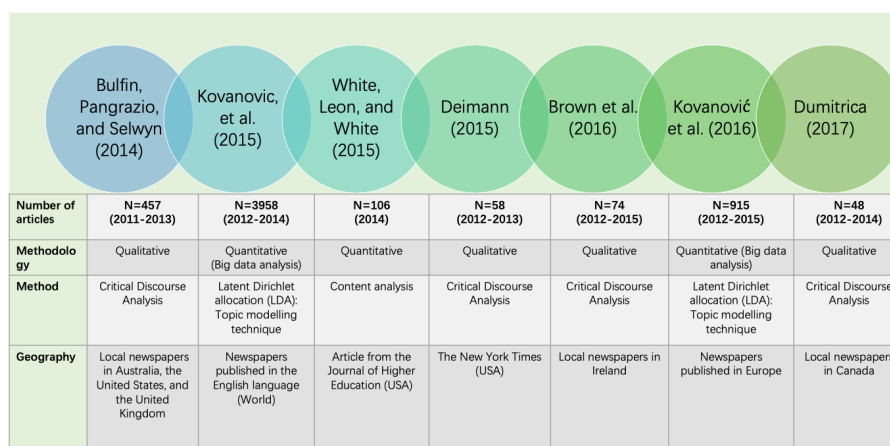 Bulfin,
Pangrazio,
and Selwyn
(2014)
Kovanovic,
et al.
(2015)
White,
Leon, and
White
(2015)
Deimann
(2015)
Brown et al.
(2016)
Kovanović
et al. (2016)
Dumitrica
(2017)
Number of
articles
N=457
(2011-2013)
N=3958
(2012-2014)
N=106
(2014)
N=58
(2012-2013)
N=74
(2012-2015)
N=915
(2012-2015)
N=48
(2012-2014)
Methodolo
gy
Qualitative
Quantitative
(Big data analysis)
Quantitative
Qualitative
Qualitative
Quantitative (Big data
analysis)
Qualitative
Method
Critical Discourse
Analysis
Latent Dirichlet
allocation (LDA):
Topic modelling
technique
Content analysis
Critical Discourse
Analysis
Critical Discourse
Analysis
Latent Dirichlet
allocation (LDA):
Topic modelling
technique
Critical Discourse
Analysis
Geography
Local newspapers
in Australia, the
United States, and
the United
Kingdom
Newspapers
published in the
English language
(World)
Article from the
Journal of Higher
Education (USA)
The New York Times
(USA)
Local newspapers in
Ireland
Newspapers
published in Europe
Local newspapers
in Canada